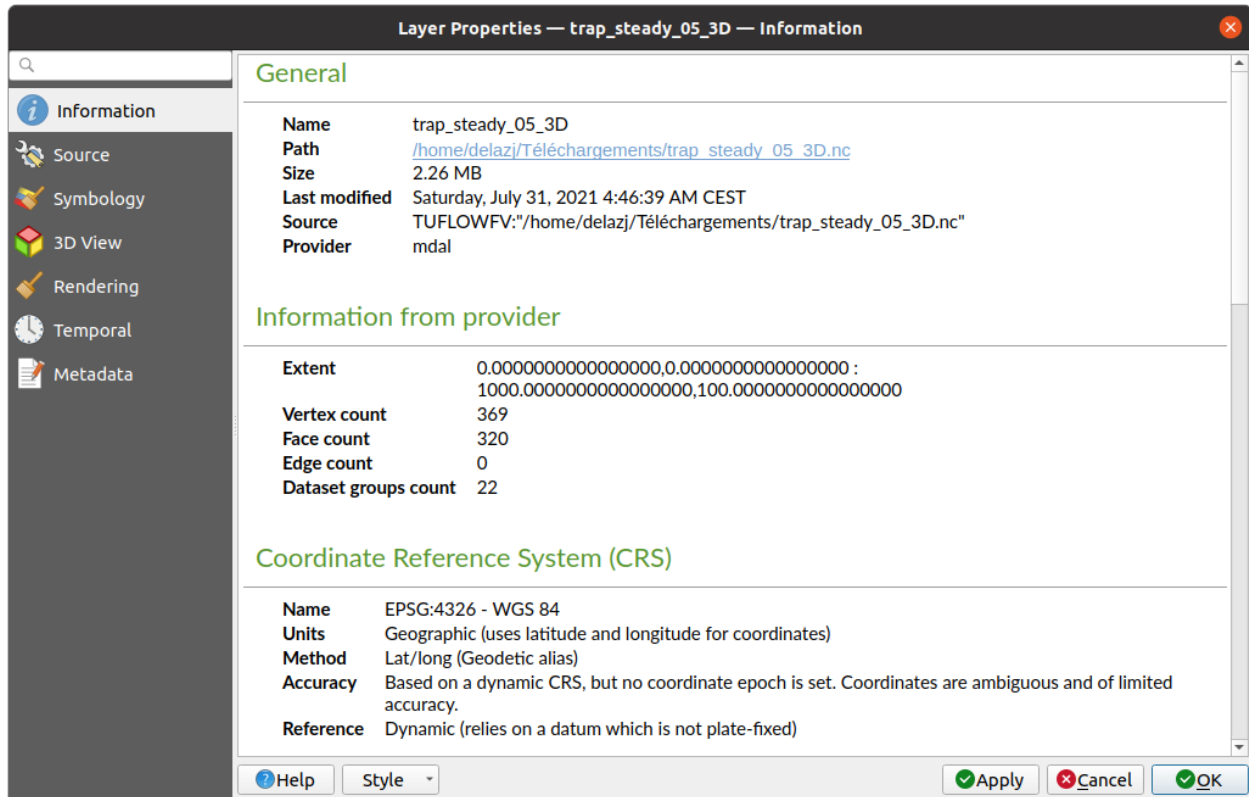 Layer Properties — trap_steady_05_3D — Information
Information
Source
Symbology
3D View
Rendering
Temporal
Metadata
General
Name trap_steady_05_3D
Path /home/delazj/Téléchargements/trap_steady_05_3D.nc
Size 2.26 MB
Last modified Saturday, July 31, 2021 4:46:39 AM CEST
Source TUFLOWFV:"/home/delazj/Téléchargements/trap_steady_05_3D.nc"
Provider mdal
Information from provider
Extent 0.0000000000000000,0.0000000000000000 :
1000.0000000000000000,100.0000000000000000
Vertex count 369
Face count 320
Edge count 0
Dataset groups count 22
Coordinate Reference System (CRS)
Name EPSG:4326 - WGS 84
Units Geographic (uses latitude and longitude for coordinates)
Method Lat/long (Geodetic alias)
Accuracy Based on a dynamic CRS, but no coordinate epoch is set. Coordinates are ambiguous and of limited
accuracy.
Reference Dynamic (relies on a datum which is not plate-fixed)
Help Style Apply Cancel OK